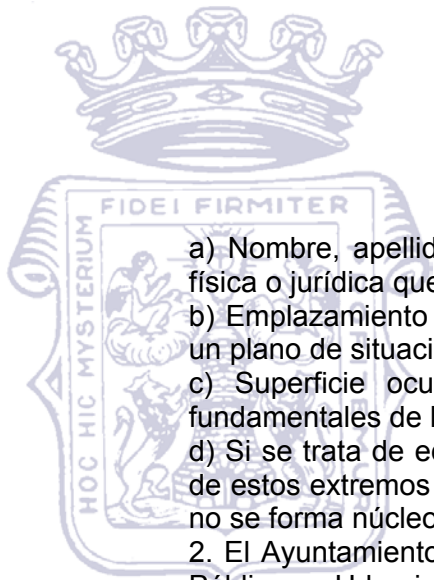 FIDEI FIRMITER
HOC HIC MYSTERIUM
a) Nombre, apellid
física o jurídica que
b) Emplazamiento
un plano de situaci
c) Superficie ocu
fundamentales de l
d) Si se trata de ed
de estos extremos
no se forma núcleo
2. El Ayuntamiento